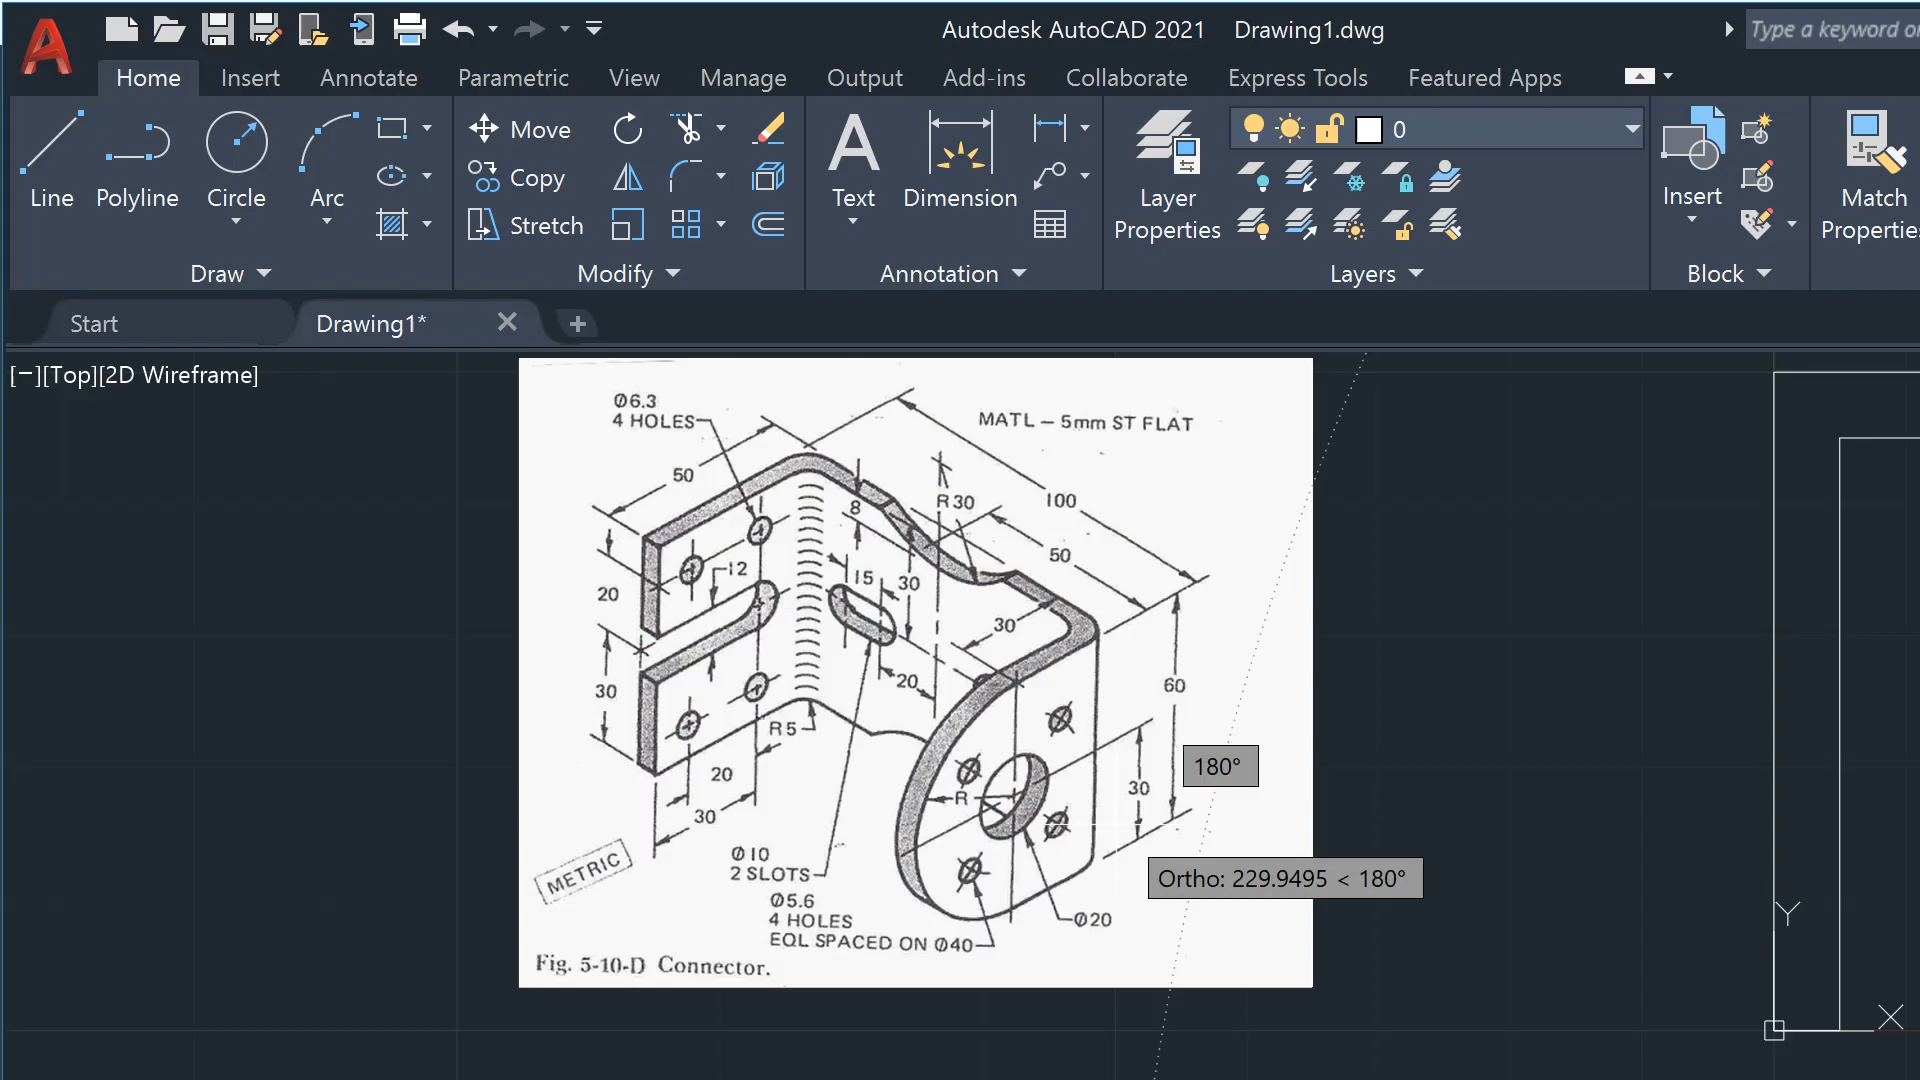 Autodesk AutoCAD 2021 Drawing1.dwg
Type a keyword or
Home Insert Annotate Parametric View Manage Output Add-ins Collaborate Express Tools Featured Apps
Line Polyline Circle Arc
Move
Copy
Stretch
Text Dimension
Layer
Properties
0
Insert
Match
Propertie
Draw Modify Annotation Layers Block
Start Drawing1*
[−][Top][2D Wireframe]
Ø6.3
4 HOLES
MATL – 5mm ST FLAT
50
100
R30
8
50
15
30
12
20
30
30
20
60
R5
20
30
R
30
180°
METRIC
Ø10
2 SLOTS
Ø5.6
4 HOLES
EQL SPACED ON Ø40
Ø20
Ortho: 229.9495 < 180°
Fig. 5-10-D Connector.
Y
X